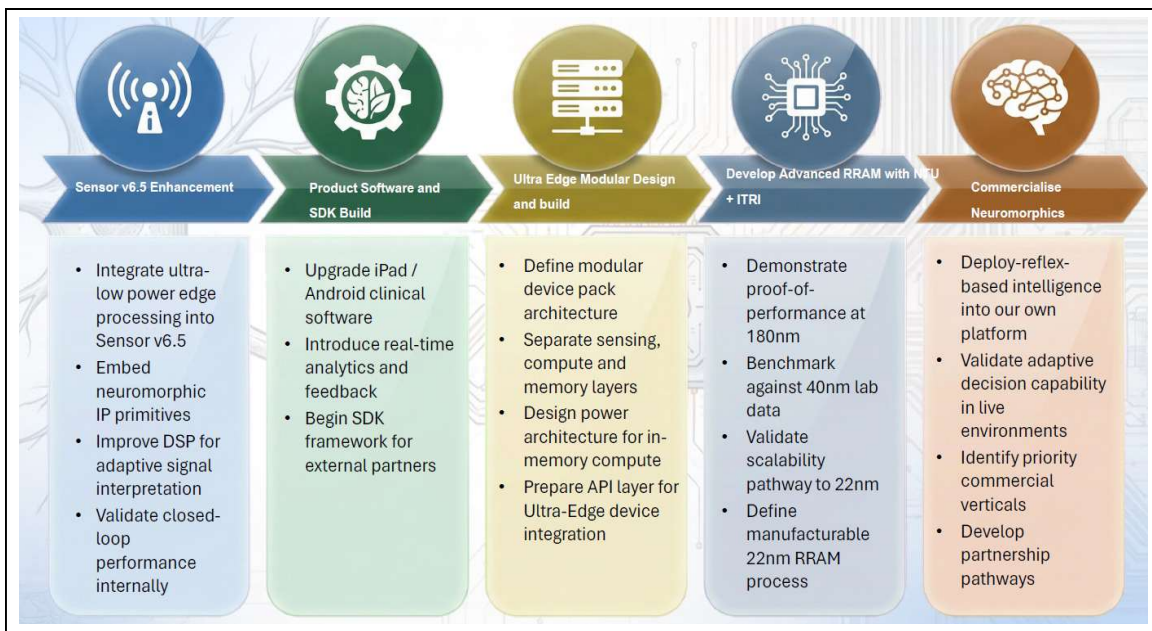 Sensor v6.5 Enhancement
Product Software and
SDK Build
Ultra Edge Modular Design
and build
Develop Advanced RRAM with NTU
+ ITRI
Commercialise
Neuromorphics
• Integrate ultra-
low power edge
processing into
Sensor v6.5
• Embed
neuromorphic
IP primitives
• Improve DSP for
adaptive signal
interpretation
• Validate closed-
loop
performance
internally
• Upgrade iPad /
Android clinical
software
• Introduce real-time
analytics and
feedback
• Begin SDK
framework for
external partners
• Define modular
device pack
architecture
• Separate sensing,
compute and
memory layers
• Design power
architecture for in-
memory compute
• Prepare API layer for
Ultra-Edge device
integration
• Demonstrate
proof-of-
performance at
180nm
• Benchmark
against 40nm lab
data
• Validate
scalability
pathway to 22nm
• Define
manufacturable
22nm RRAM
process
• Deploy-reflex-
based intelligence
into our own
platform
• Validate adaptive
decision capability
in live
environments
• Identify priority
commercial
verticals
• Develop
partnership
pathways